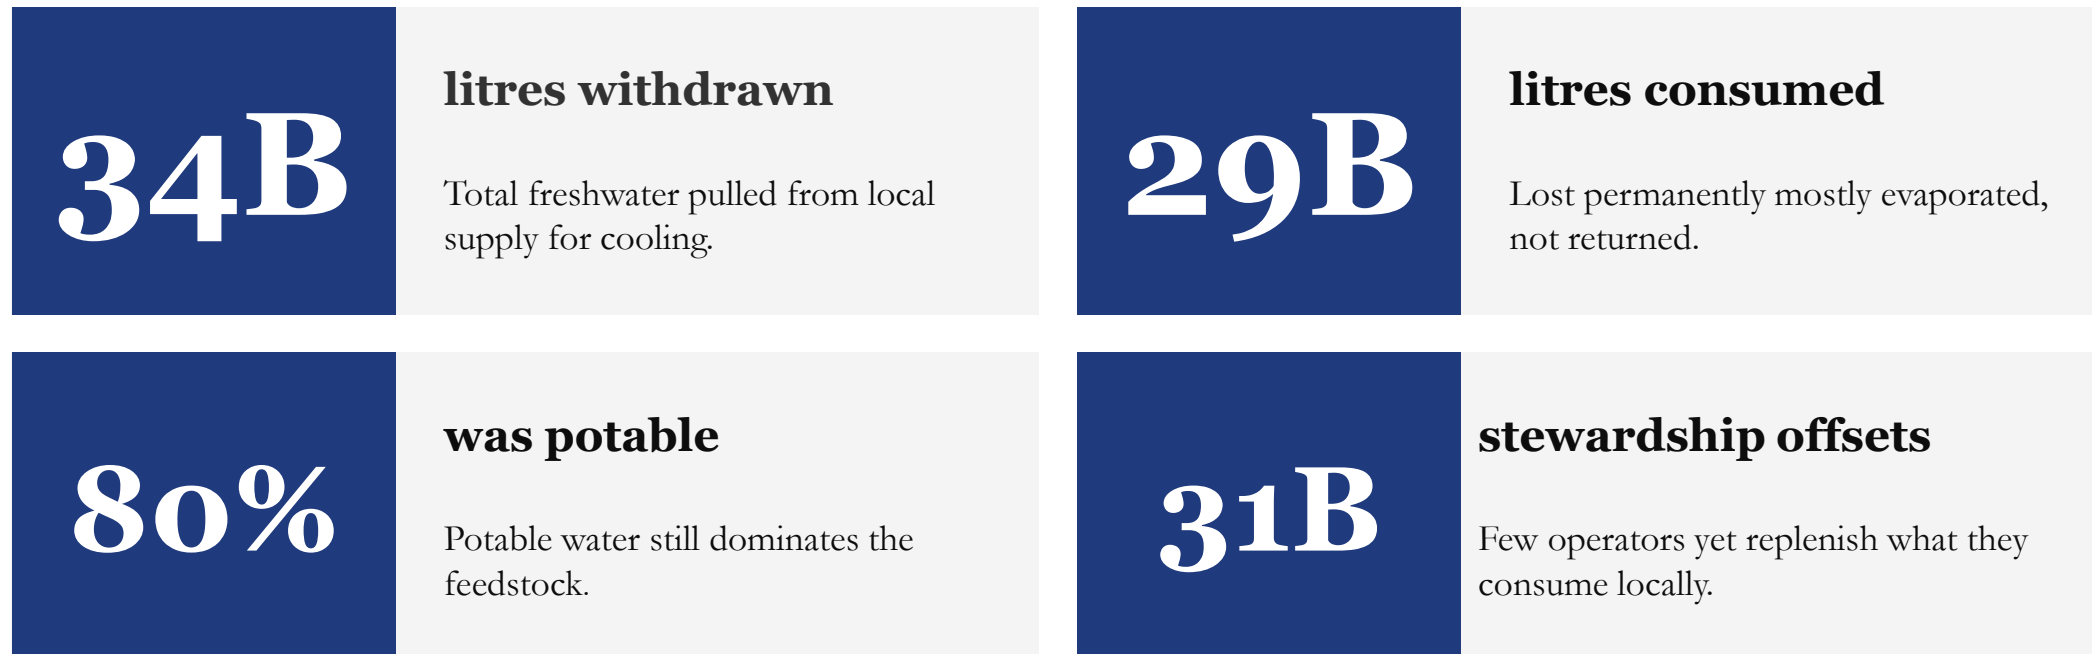 34B
litres withdrawn
Total freshwater pulled from local
supply for cooling.
29B
litres consumed
Lost permanently mostly evaporated,
not returned.
80%
was potable
Potable water still dominates the
feedstock.
31B
stewardship offsets
Few operators yet replenish what they
consume locally.